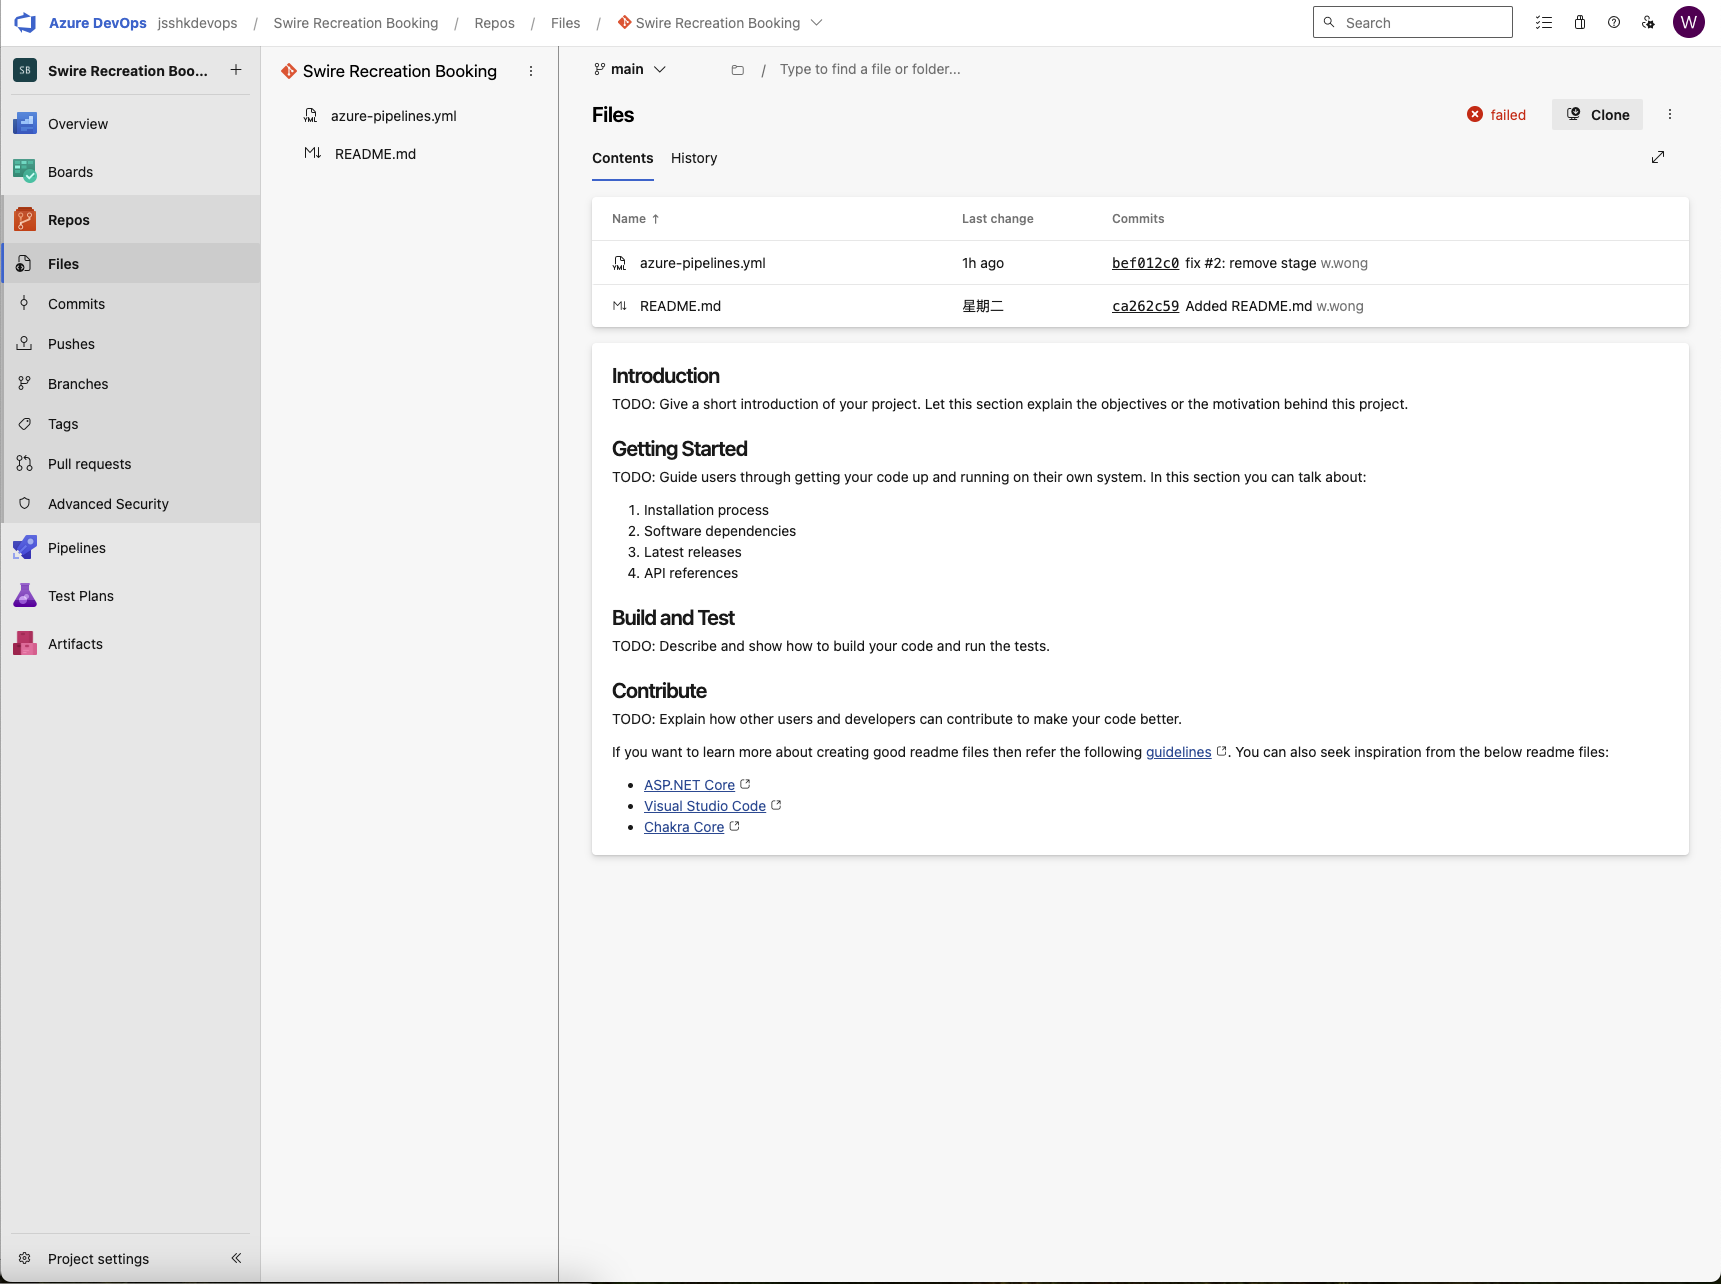 Azure DevOps jsshkdevops / Swire Recreation Booking / Repos / Files / Swire Recreation Booking
Search
W
SB Swire Recreation Boo...
Overview
Boards
Repos
Files
Commits
Pushes
Branches
Tags
Pull requests
Advanced Security
Pipelines
Test Plans
Artifacts
Project settings
Swire Recreation Booking
YML azure-pipelines.yml
M↓ README.md
main
/ Type to find a file or folder...
Files
failed
Clone
Contents History
Name ↑ Last change Commits
YML azure-pipelines.yml 1h ago bef012c0 fix #2: remove stage w.wong
M↓ README.md 星期二 ca262c59 Added README.md w.wong
Introduction
TODO: Give a short introduction of your project. Let this section explain the objectives or the motivation behind this project.
Getting Started
TODO: Guide users through getting your code up and running on their own system. In this section you can talk about:
1. Installation process
2. Software dependencies
3. Latest releases
4. API references
Build and Test
TODO: Describe and show how to build your code and run the tests.
Contribute
TODO: Explain how other users and developers can contribute to make your code better.
If you want to learn more about creating good readme files then refer the following guidelines. You can also seek inspiration from the below readme files:
• ASP.NET Core
• Visual Studio Code
• Chakra Core